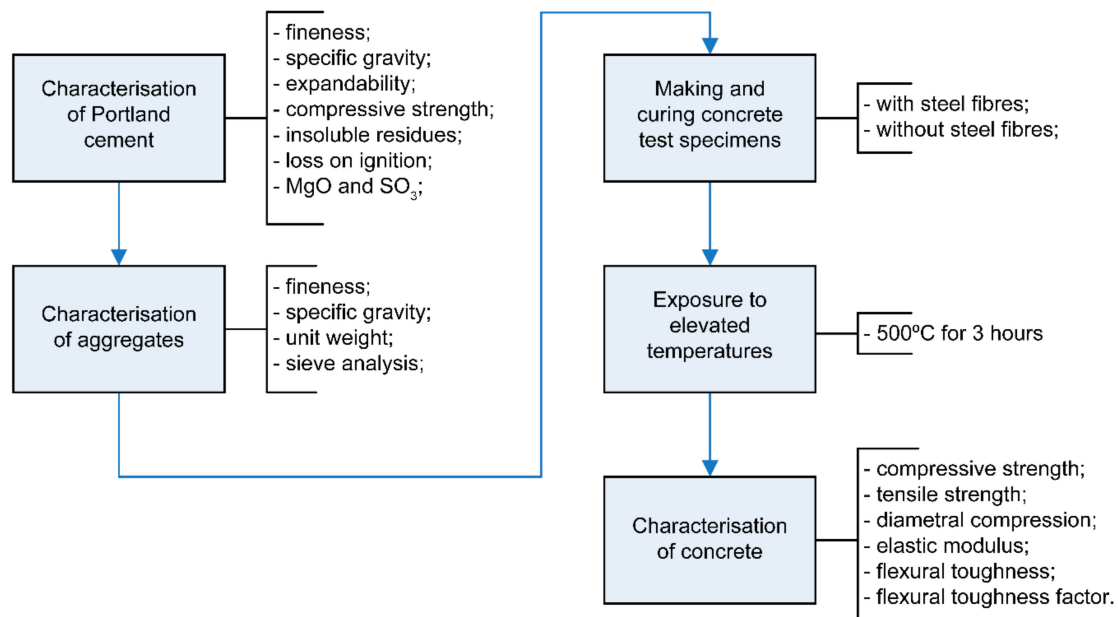 Characterisation
of Portland
cement
- fineness;
- specific gravity;
- expandability;
- compressive strength;
- insoluble residues;
- loss on ignition;
- MgO and SO₃;
Characterisation
of aggregates
- fineness;
- specific gravity;
- unit weight;
- sieve analysis;
Making and
curing concrete
test specimens
- with steel fibres;
- without steel fibres;
Exposure to
elevated
temperatures
- 500ºC for 3 hours
Characterisation
of concrete
- compressive strength;
- tensile strength;
- diametral compression;
- elastic modulus;
- flexural toughness;
- flexural toughness factor.